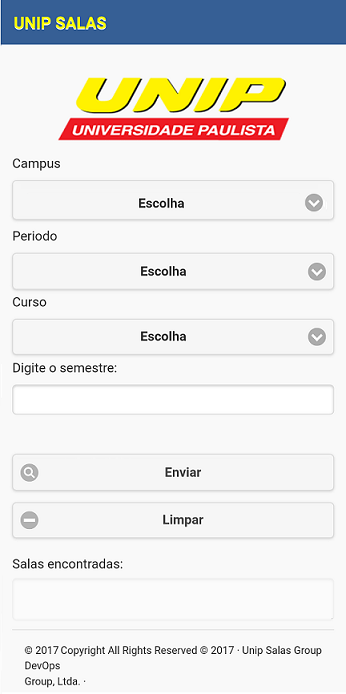 UNIP SALAS
UNIP
UNIVERSIDADE PAULISTA
Campus
Escolha
Periodo
Escolha
Curso
Escolha
Digite o semestre:
Enviar
Limpar
Salas encontradas:
© 2017 Copyright All Rights Reserved © 2017 · Unip Salas Group
DevOps
Group, Ltda. ·